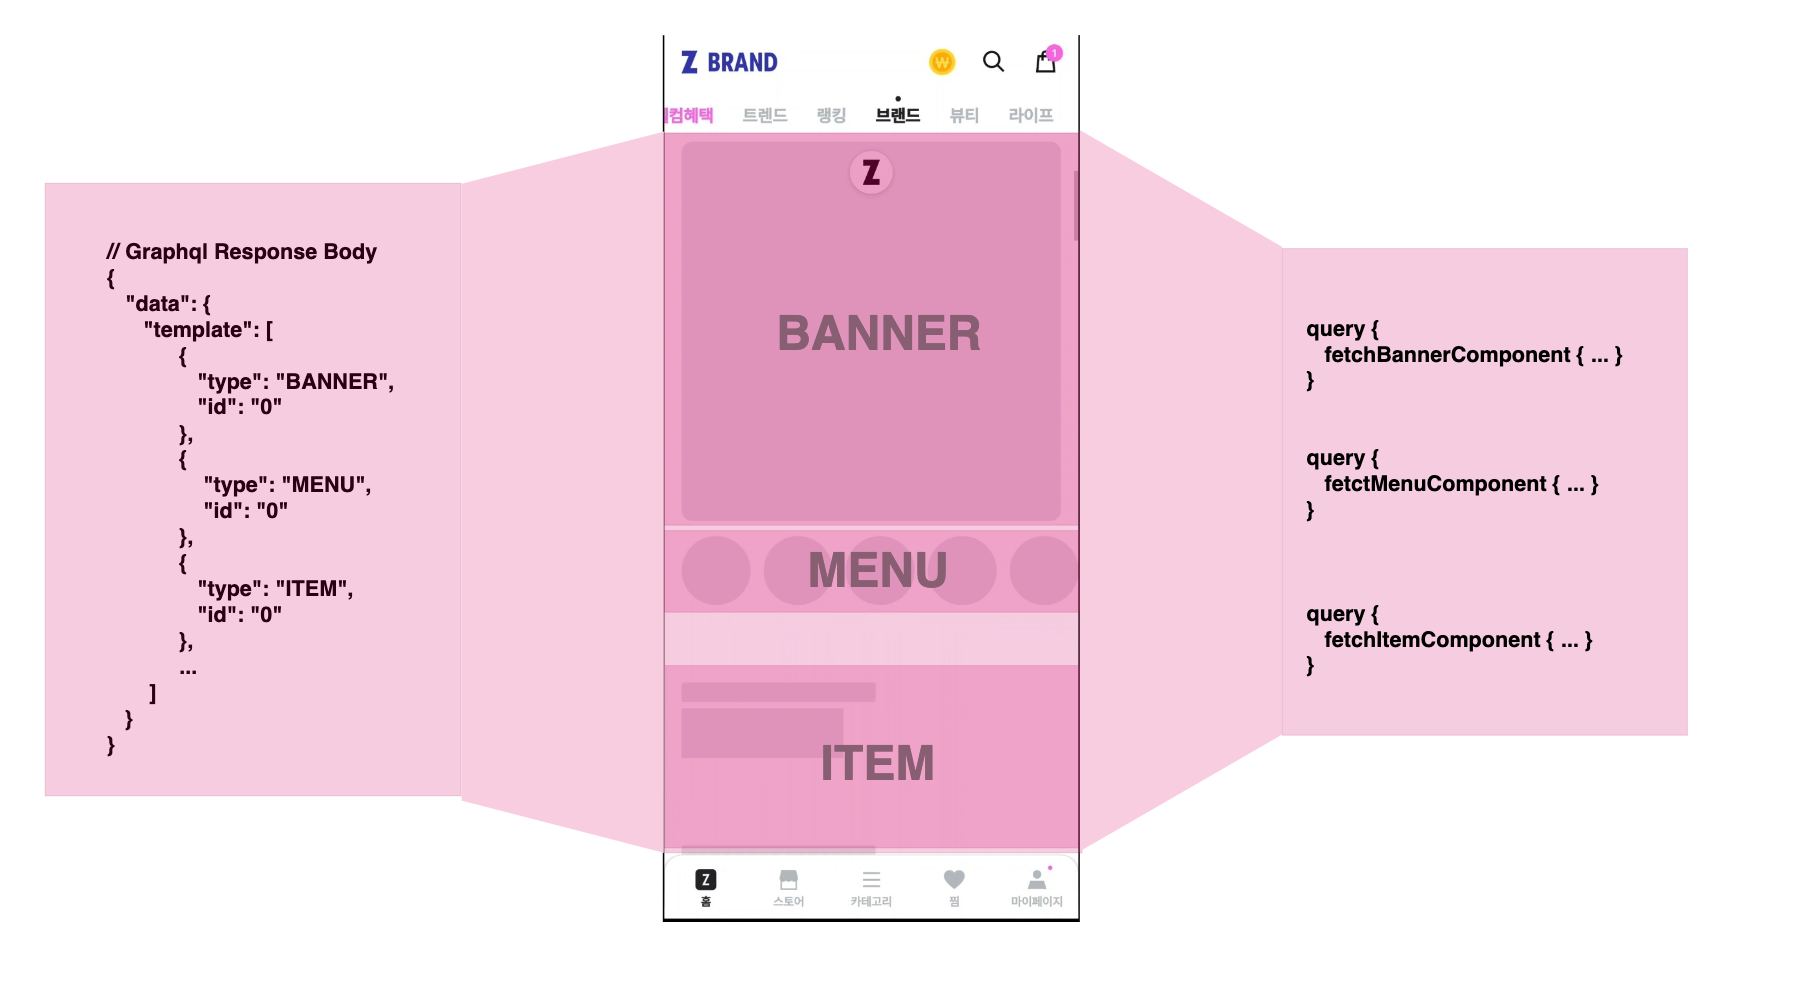 // Graphql Response Body
{
"data": {
"template": [
{
"type": "BANNER",
"id": "0"
},
{
"type": "MENU",
"id": "0"
},
{
"type": "ITEM",
"id": "0"
},
...
]
}
}
Z BRAND
W
1
컴혜택 트렌드 랭킹 브랜드 뷰티 라이프
Z
BANNER
MENU
ITEM
Z
홈 스토어 카테고리 찜 마이페이지
query {
fetchBannerComponent { ... }
}
query {
fetctMenuComponent { ... }
}
query {
fetchItemComponent { ... }
}